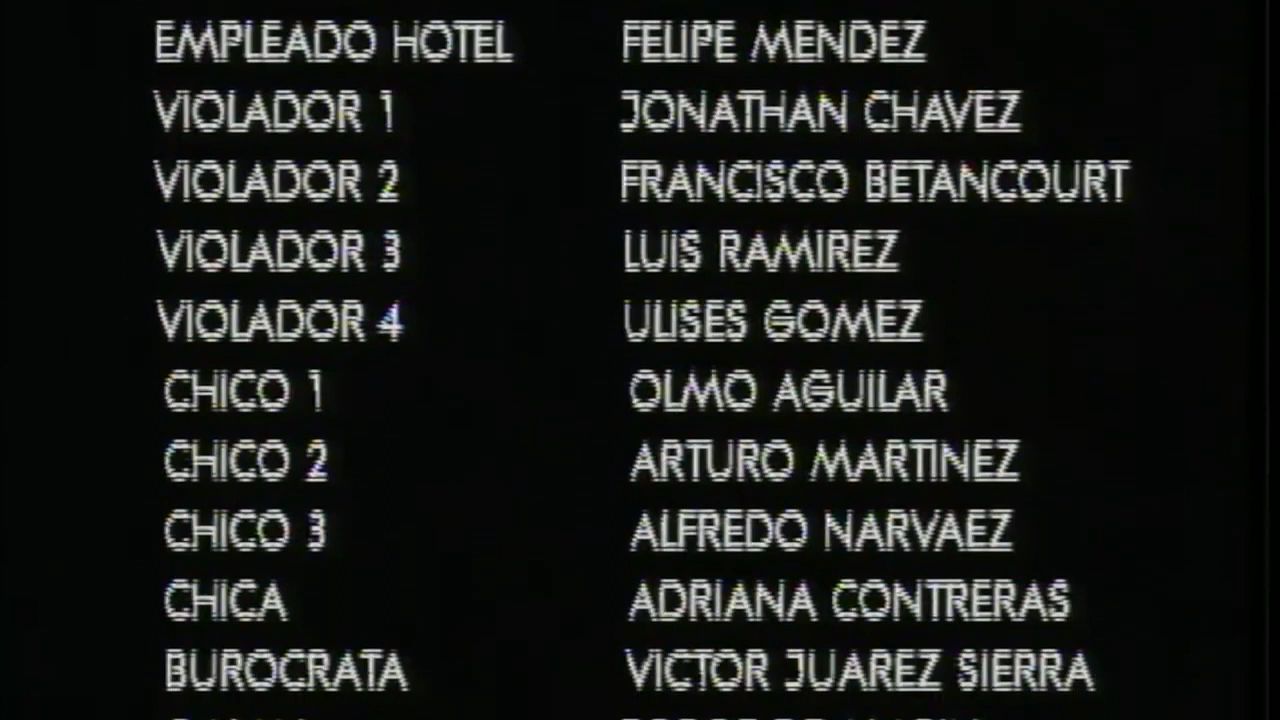 EMPLEADO HOTEL FELIPE MENDEZ
VIOLADOR 1 JONATHAN CHAVEZ
VIOLADOR 2 FRANCISCO BETANCOURT
VIOLADOR 3 LUIS RAMIREZ
VIOLADOR 4 ULISES GOMEZ
CHICO 1 OLMO AGUILAR
CHICO 2 ARTURO MARTINEZ
CHICO 3 ALFREDO NARVAEZ
CHICA ADRIANA CONTRERAS
BUROCRATA VICTOR JUAREZ SIERRA